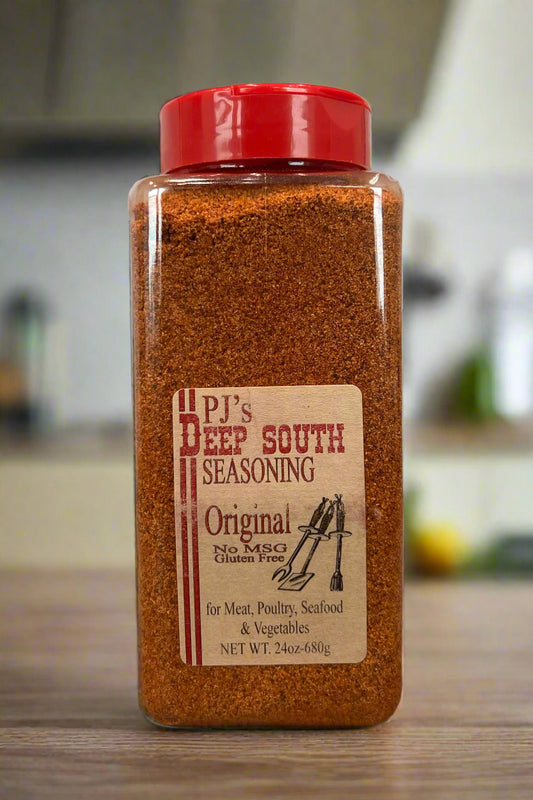 PJ's
DEEP SOUTH
SEASONING
Original
No MSG
Gluten Free
for Meat, Poultry, Seafood
& Vegetables
NET WT. 24oz-680g